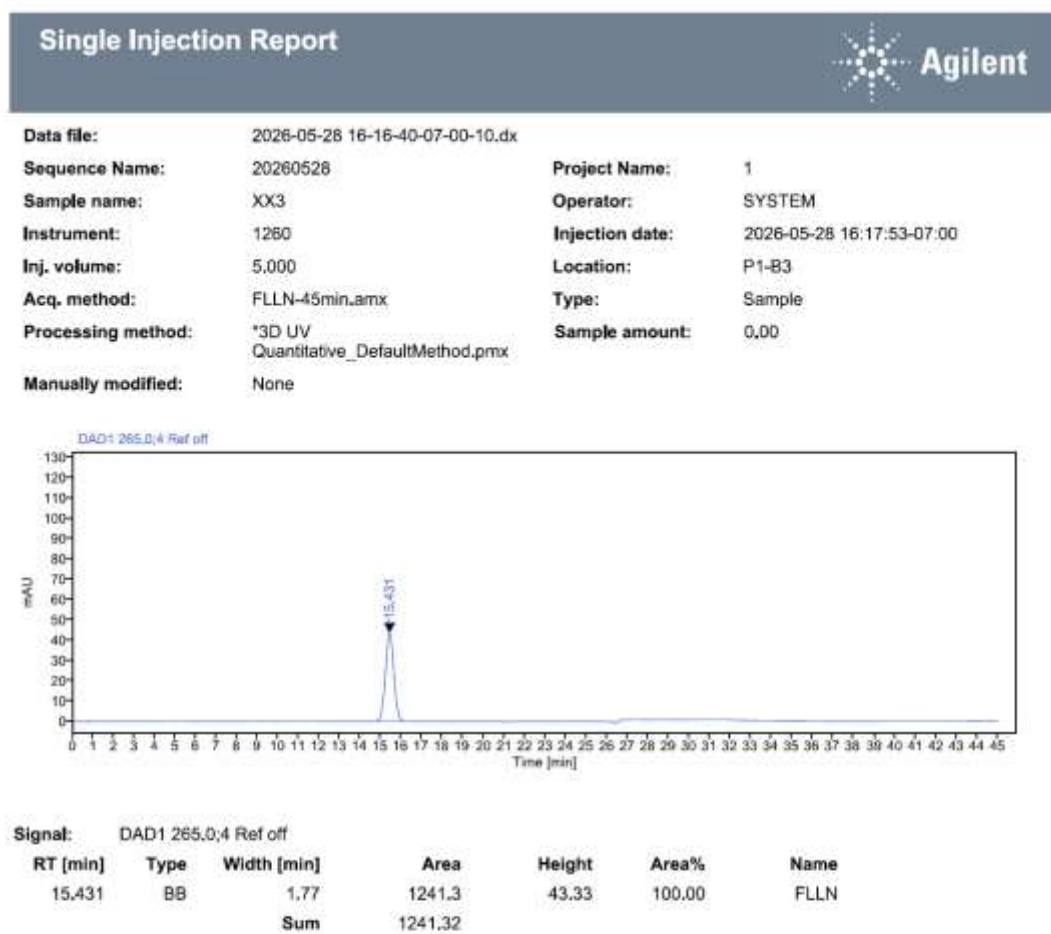 Single Injection Report
Agilent
Data file: 2026-05-28 16-16-40-07-00-10.dx
Sequence Name: 20260528 Project Name: 1
Sample name: XX3 Operator: SYSTEM
Instrument: 1260 Injection date: 2026-05-28 16:17:53-07:00
Inj. volume: 5.000 Location: P1-B3
Acq. method: FLLN-45min.amx Type: Sample
Processing method: *3D UV Sample amount: 0.00
Quantitative_DefaultMethod.pmx
Manually modified: None
DAD1 265.0;4 Ref off
130
120
110
100
90
80
70
60
50
40
30
20
10
0
mAU
15.431
0 1 2 3 4 5 6 7 8 9 10 11 12 13 14 15 16 17 18 19 20 21 22 23 24 25 26 27 28 29 30 31 32 33 34 35 36 37 38 39 40 41 42 43 44 45
Time [min]
Signal: DAD1 265.0;4 Ref off
RT [min] Type Width [min] Area Height Area% Name
15.431 BB 1.77 1241.3 43.33 100.00 FLLN
Sum 1241.32